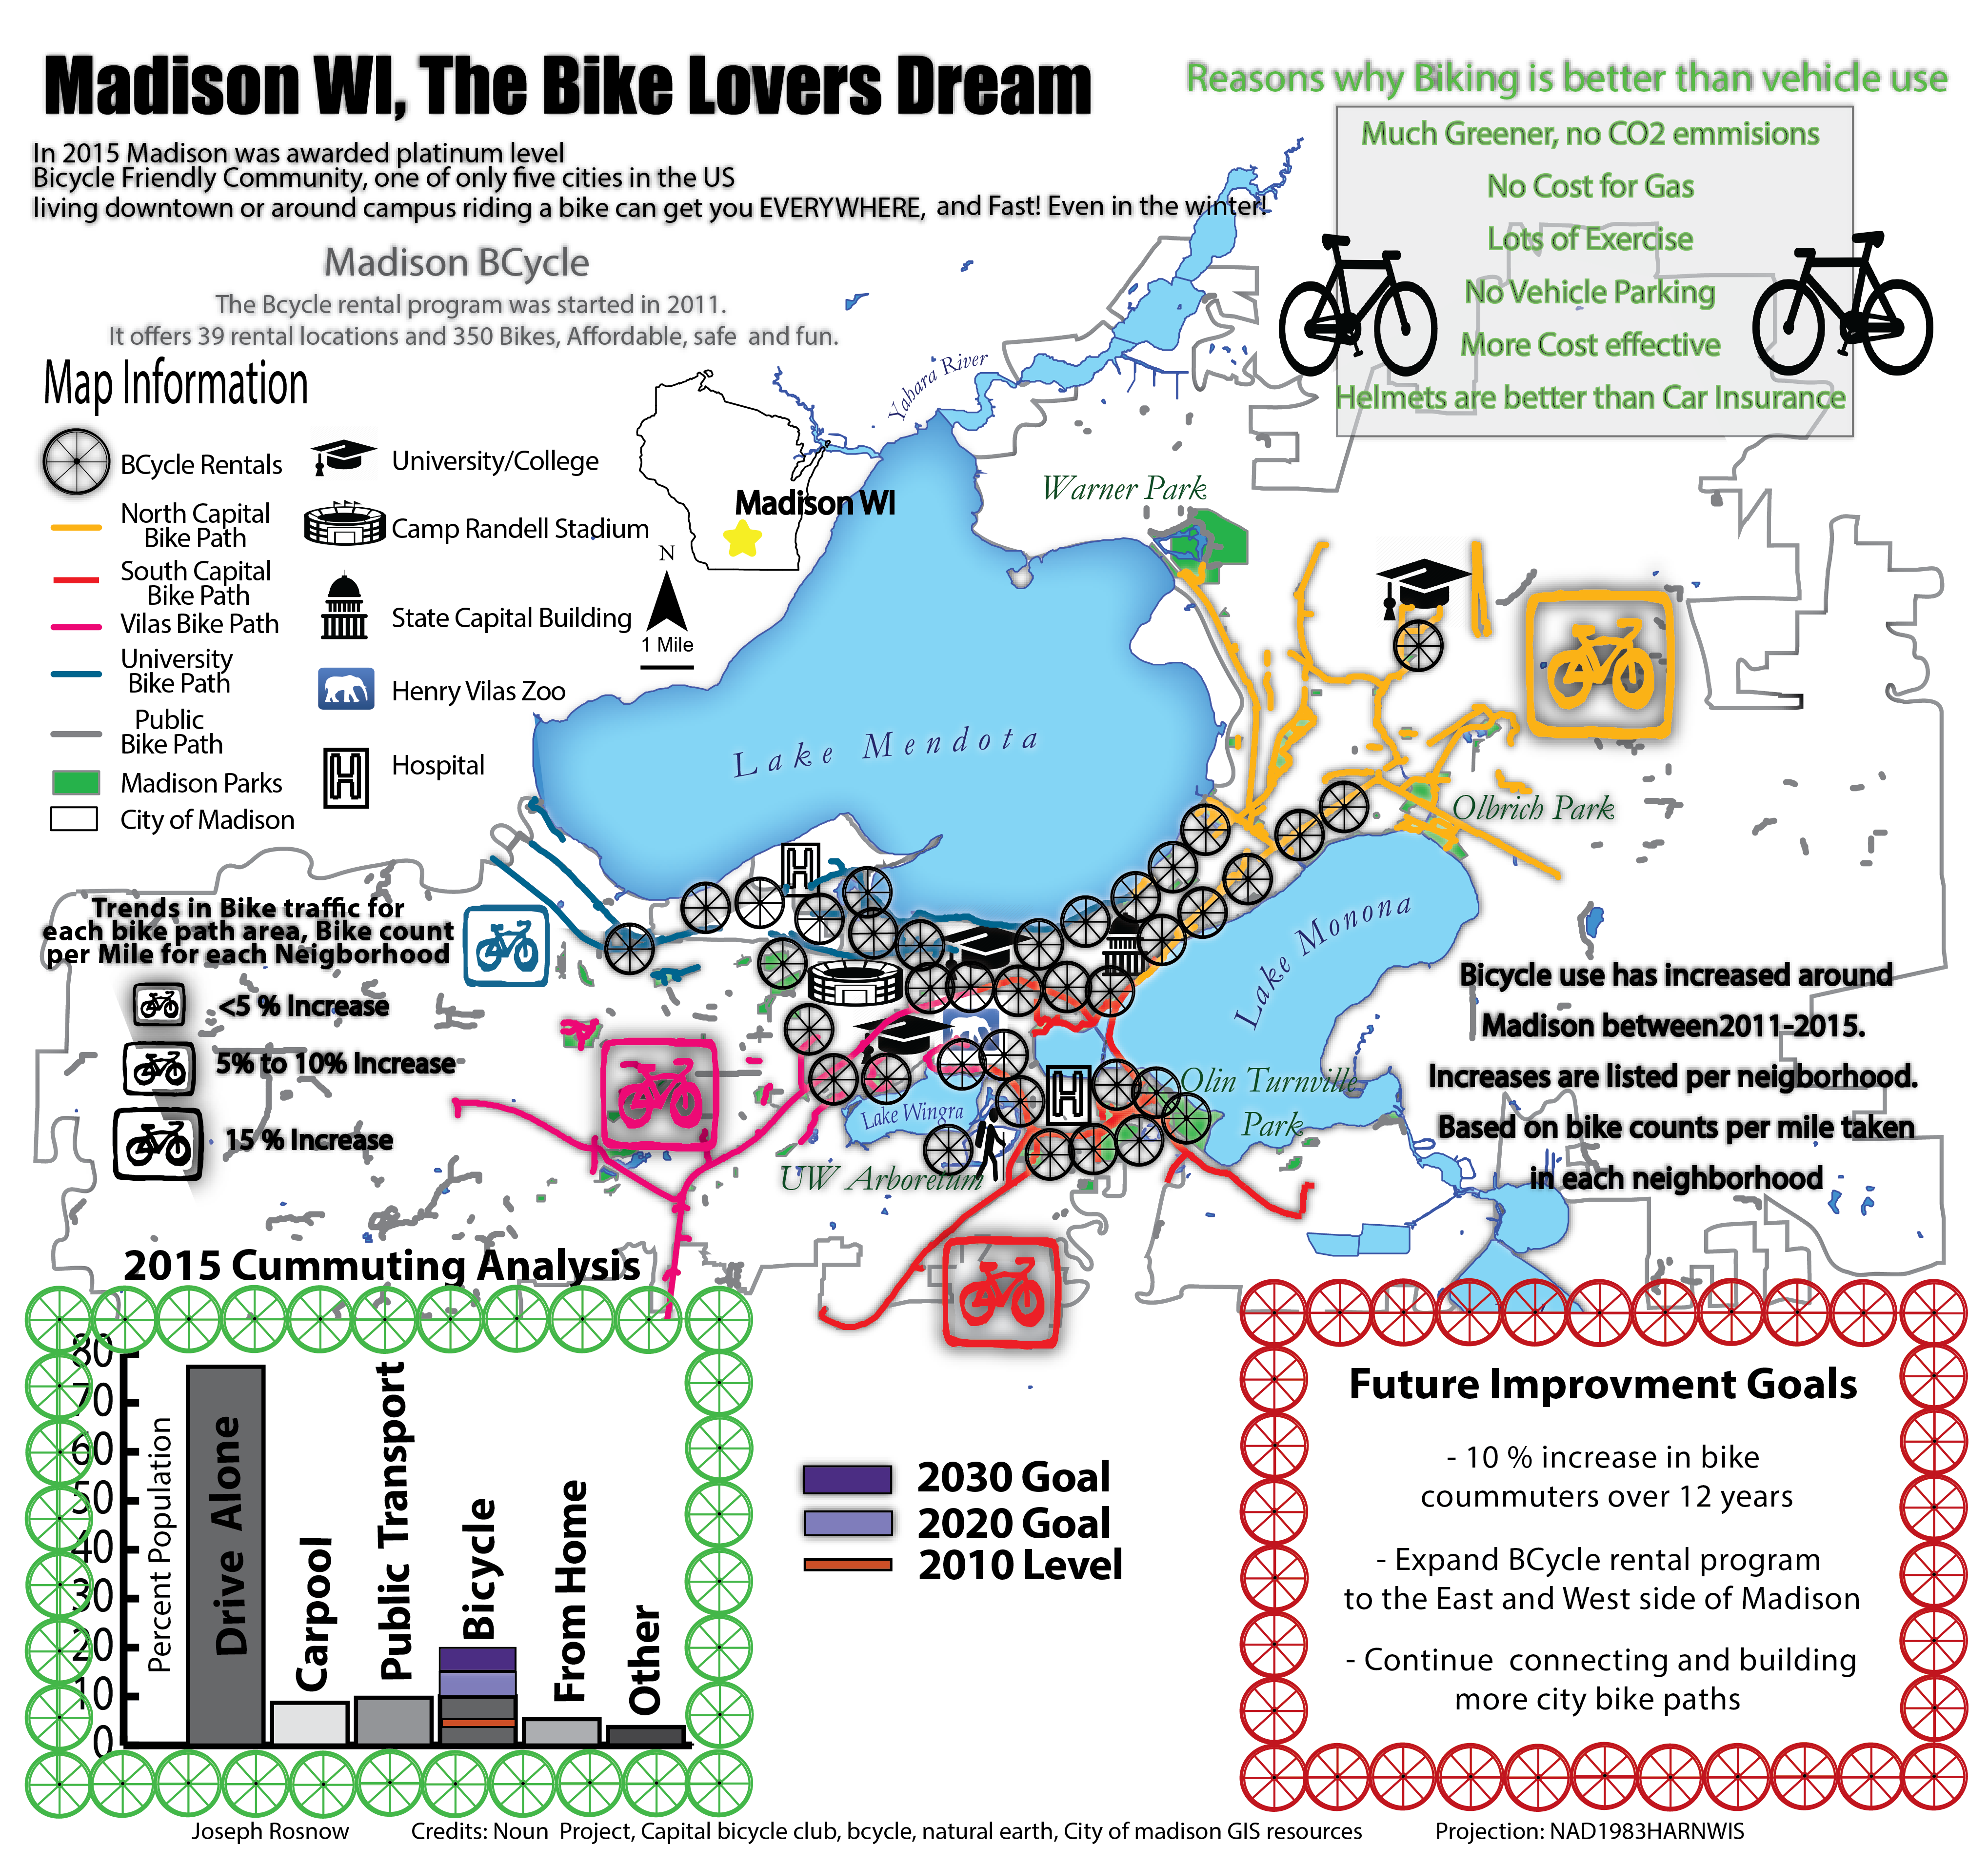 Madison WI, The Bike Lovers Dream
In 2015 Madison was awarded platinum level
Bicycle Friendly Community, one of only five cities in the US
living downtown or around campus riding a bike can get you EVERYWHERE, and Fast! Even in the winter!
Reasons why Biking is better than vehicle use
Much Greener, no CO2 emmisions
No Cost for Gas
Lots of Exercise
No Vehicle Parking
More Cost effective
Helmets are better than Car Insurance
Madison BCycle
The Bcycle rental program was started in 2011.
It offers 39 rental locations and 350 Bikes, Affordable, safe and fun.
Map Information
BCycle Rentals
North Capital
Bike Path
South Capital
Bike Path
Vilas Bike Path
University
Bike Path
Public
Bike Path
Madison Parks
City of Madison
University/College
Camp Randell Stadium
State Capital Building
Henry Vilas Zoo
H
Hospital
Madison WI
N
1 Mile
Yahara River
Warner Park
Lake Mendota
Olbrich Park
Lake Monona
H
H
Olin Turnville
Park
Lake Wingra
UW Arboretum
Trends in Bike traffic for
each bike path area, Bike count
per Mile for each Neigborhood
<5 % Increase
5% to 10% Increase
15 % Increase
Bicycle use has increased around
Madison between2011-2015.
Increases are listed per neigborhood.
Based on bike counts per mile taken
in each neighborhood
2015 Cummuting Analysis
80
70
60
50
40
30
20
10
0
Percent Population
Drive Alone
Carpool
Public Transport
Bicycle
From Home
Other
2030 Goal
2020 Goal
2010 Level
Future Improvment Goals
- 10 % increase in bike
coummuters over 12 years
- Expand BCycle rental program
to the East and West side of Madison
- Continue connecting and building
more city bike paths
Joseph Rosnow
Credits: Noun Project, Capital bicycle club, bcycle, natural earth, City of madison GIS resources
Projection: NAD1983HARNWIS